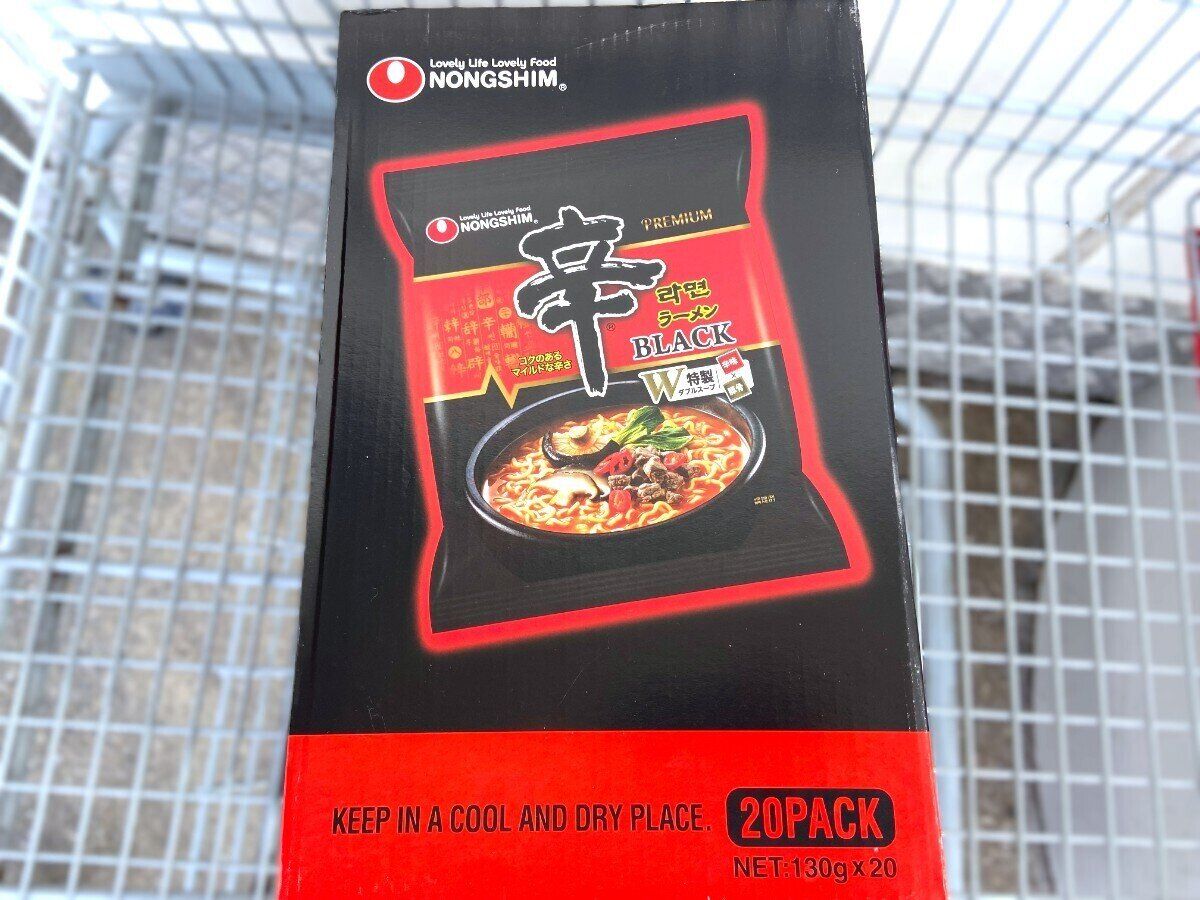 Lovely Life Lovely Food
NONGSHIM®
Lovely Life Lovely Food
NONGSHIM®
PREMIUM
辛®
라면
ラーメン
BLACK
コクのある
マイルドな辛さ
W特製
ダブルスープ
辛味
×
KEEP IN A COOL AND DRY PLACE.
20PACK
NET:130g×20